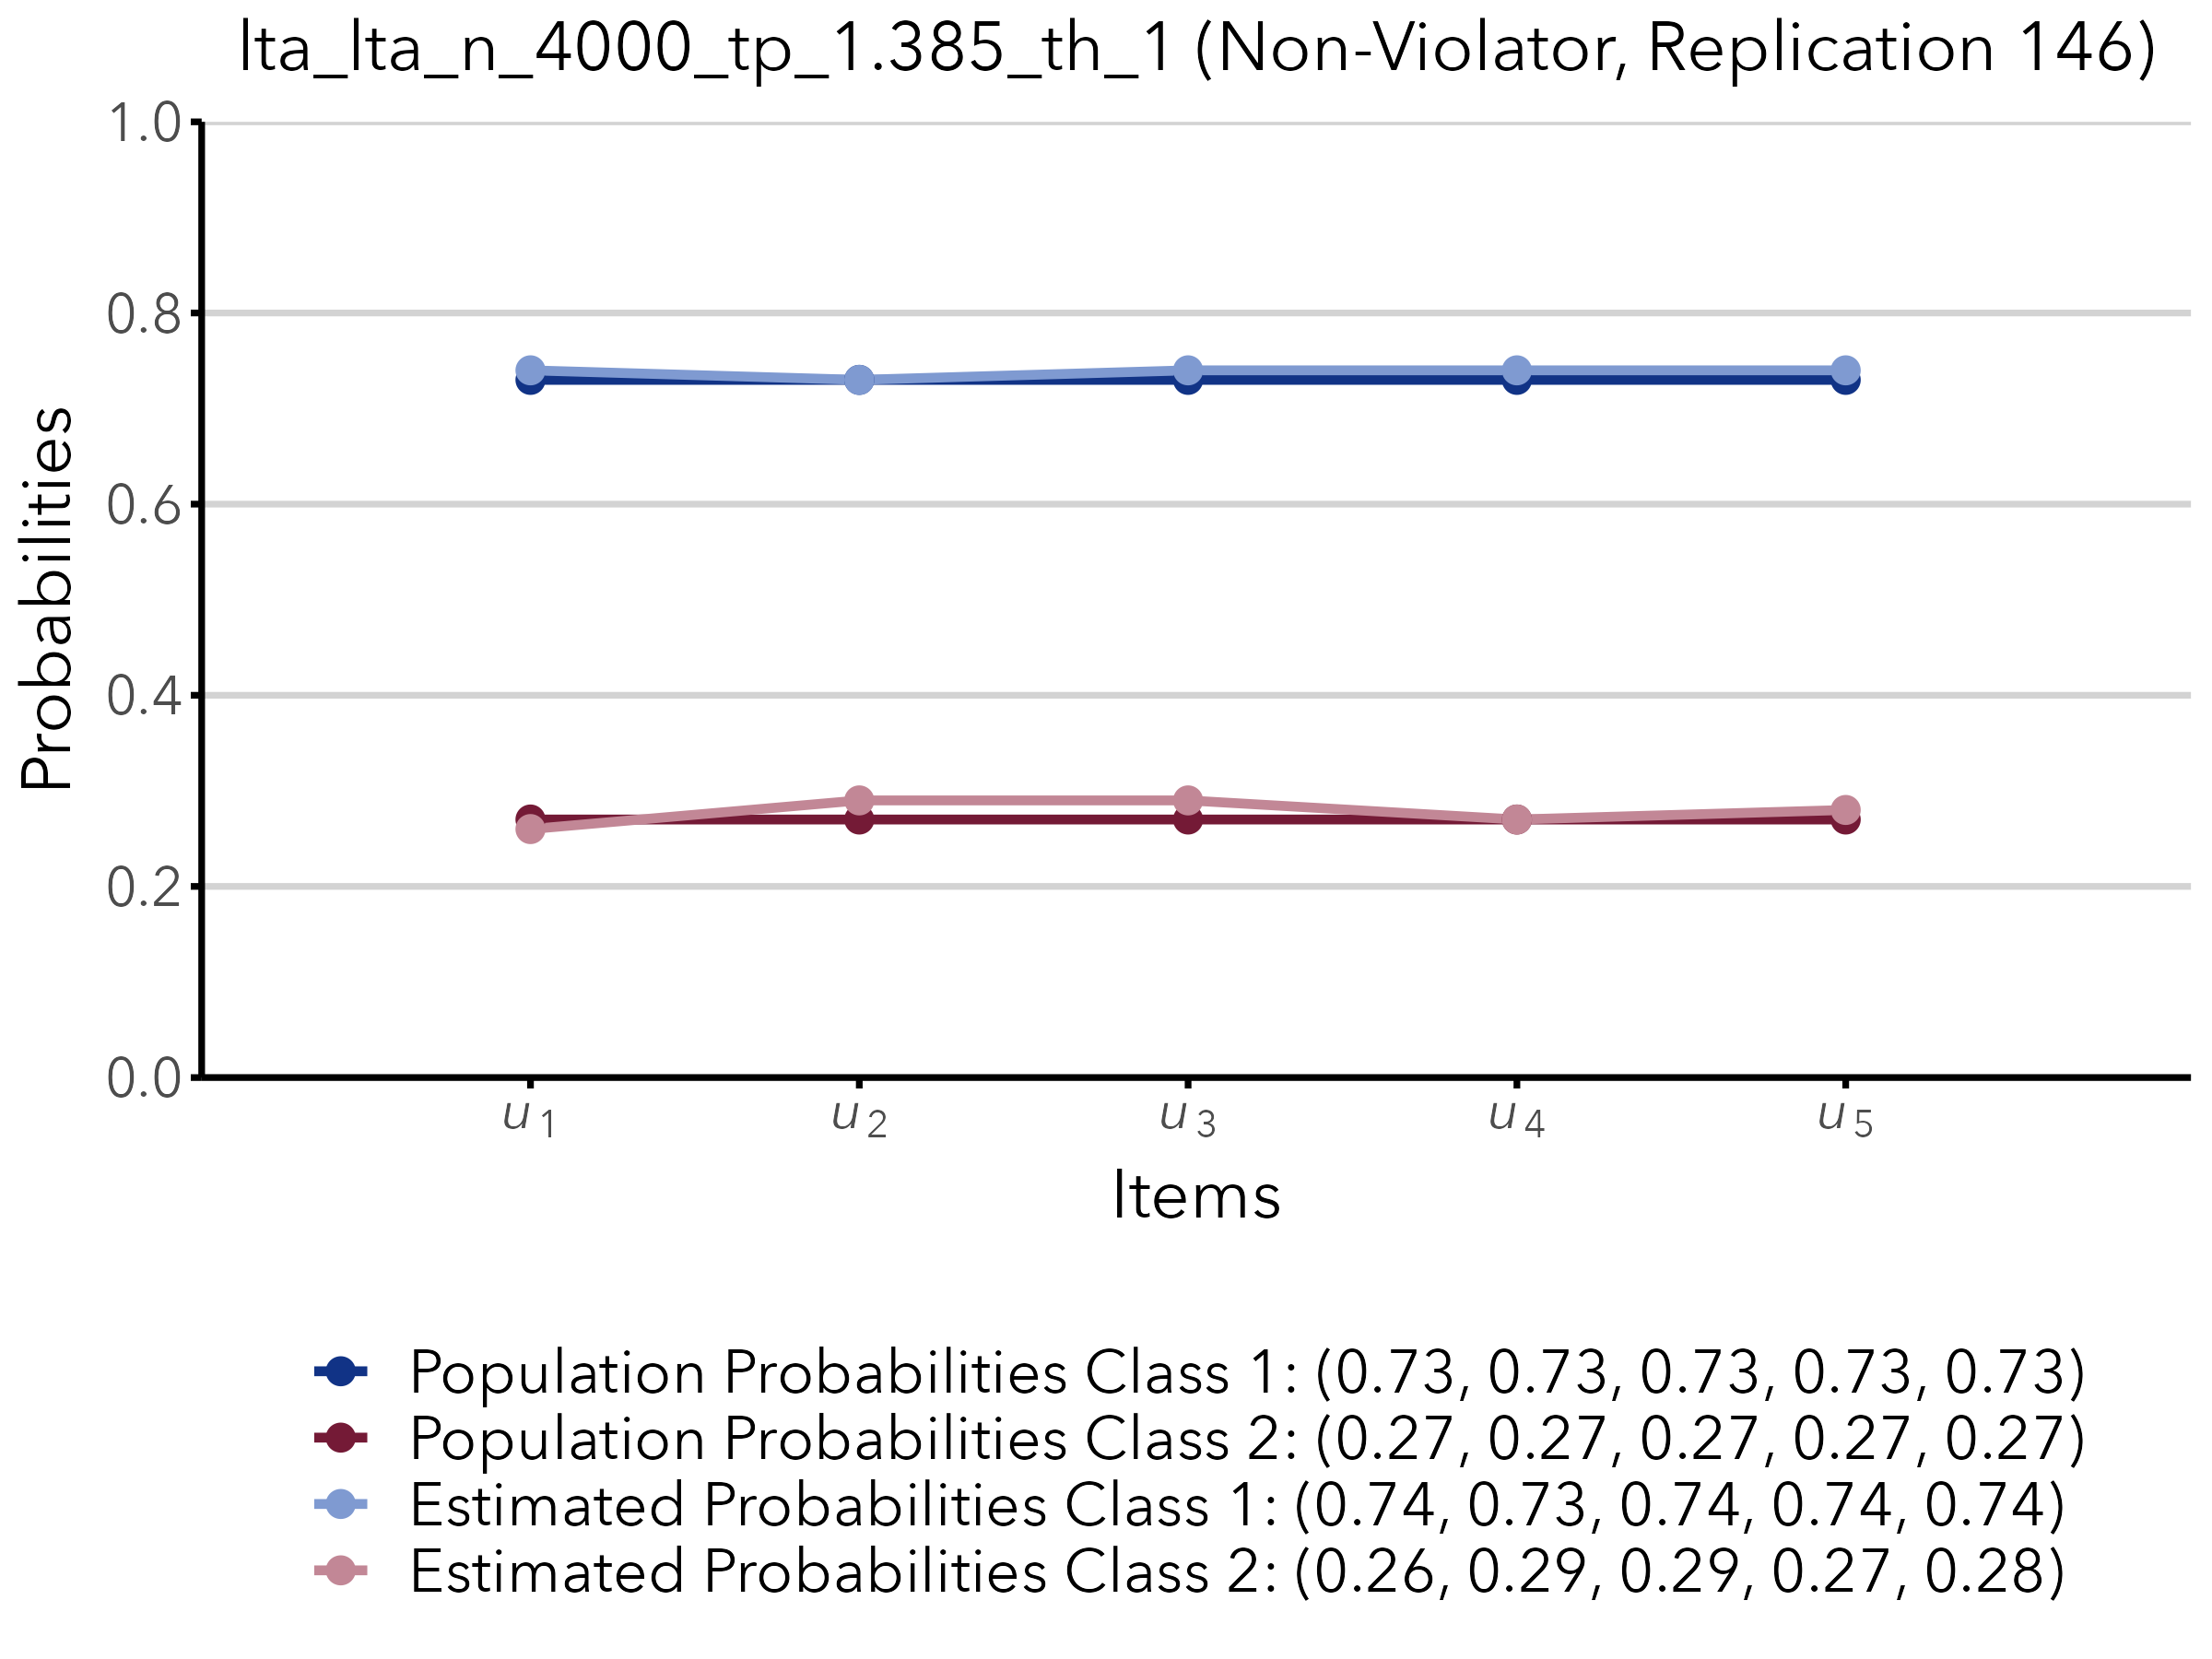 lta_lta_n_4000_tp_1.385_th_1 (Non-Violator, Replication 146)
1.0
0.8
0.6
0.4
0.2
0.0
Probabilities
u1 u2 u3 u4 u5
Items
Population Probabilities Class 1: (0.73, 0.73, 0.73, 0.73, 0.73)
Population Probabilities Class 2: (0.27, 0.27, 0.27, 0.27, 0.27)
Estimated Probabilities Class 1: (0.74, 0.73, 0.74, 0.74, 0.74)
Estimated Probabilities Class 2: (0.26, 0.29, 0.29, 0.27, 0.28)